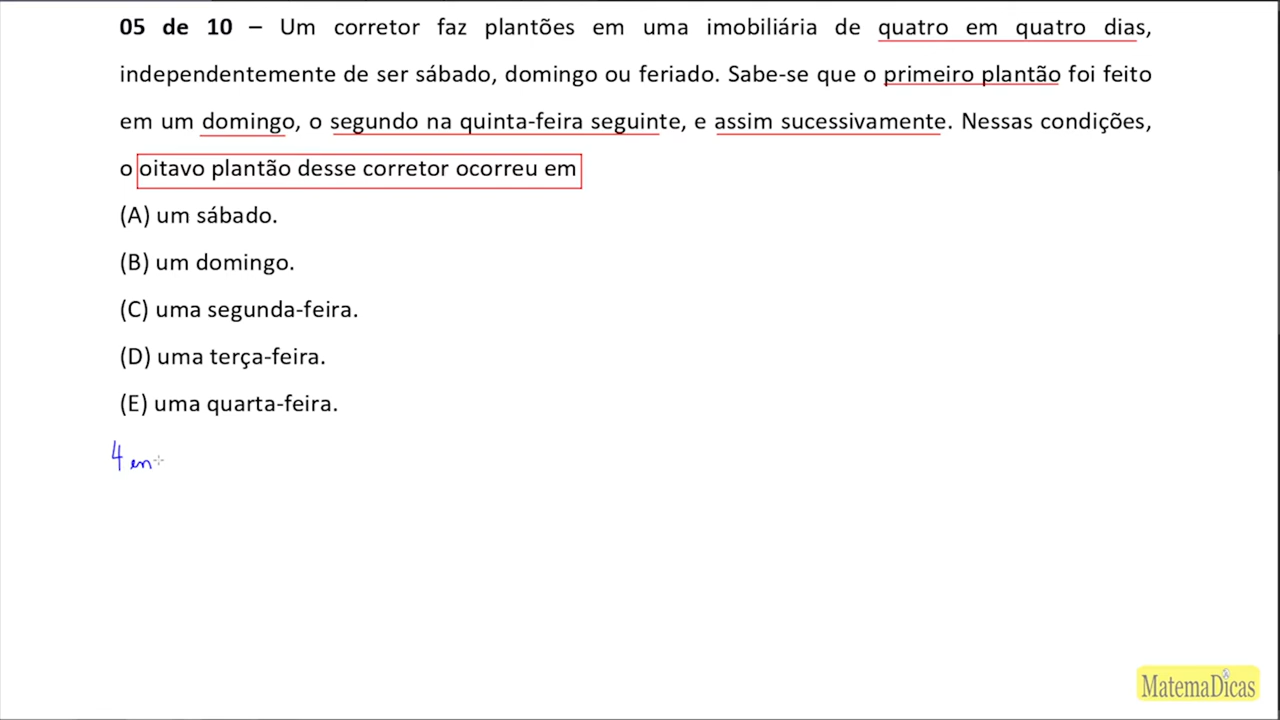 05 de 10 – Um corretor faz plantões em uma imobiliária de quatro em quatro dias,
independentemente de ser sábado, domingo ou feriado. Sabe-se que o primeiro plantão foi feito
em um domingo, o segundo na quinta-feira seguinte, e assim sucessivamente. Nessas condições,
o oitavo plantão desse corretor ocorreu em
(A) um sábado.
(B) um domingo.
(C) uma segunda-feira.
(D) uma terça-feira.
(E) uma quarta-feira.
4 en
MatemaDicas